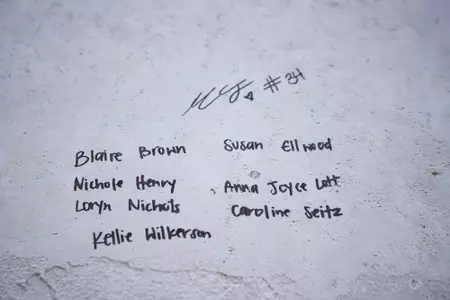 #34
Blaire Brown
Susan Ellwood
Nichole Henry
Anna Joyce Lott
Loryn Nichols
Caroline Seitz
Kellie Wilkerson